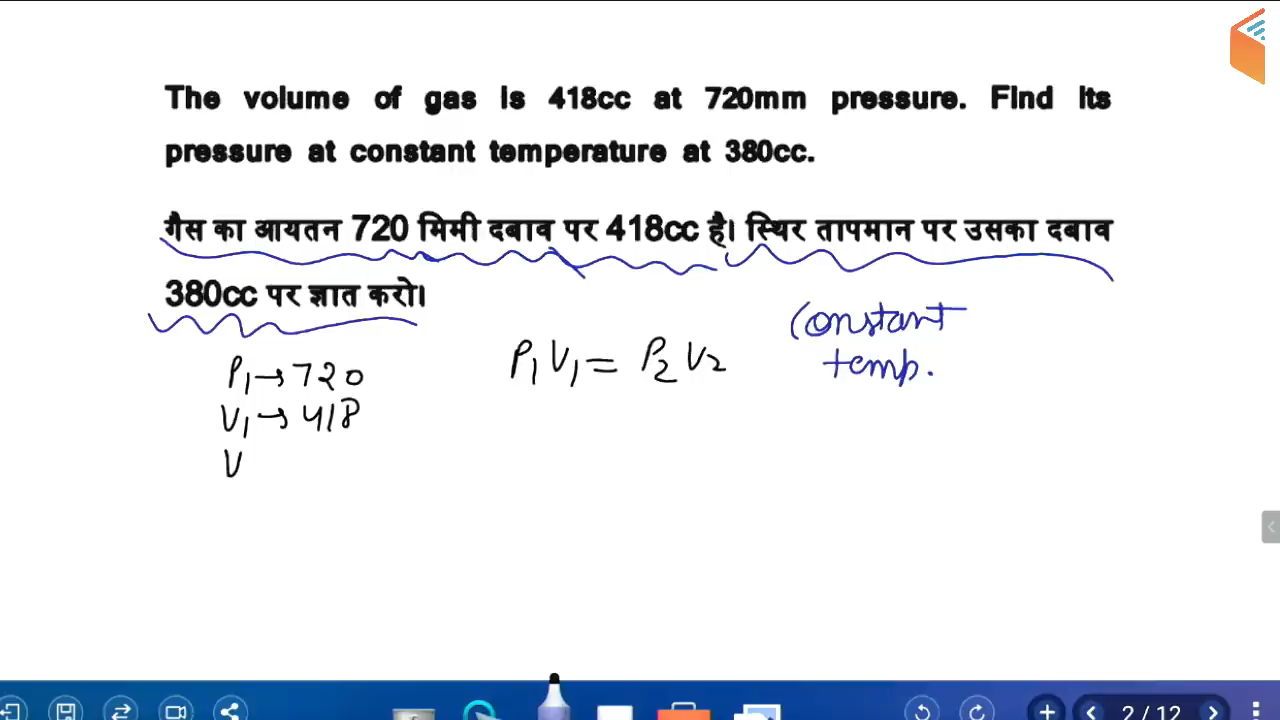 The volume of gas is 418cc at 720mm pressure. Find its
pressure at constant temperature at 380cc.
गैस का आयतन 720 मिमी दबाव पर 418cc है। स्थिर तापमान पर उसका दबाव
380cc पर ज्ञात करो।
P₁→720
V₁→418
V
P₁V₁ = P₂V₂
Constant
temp.
2 / 12